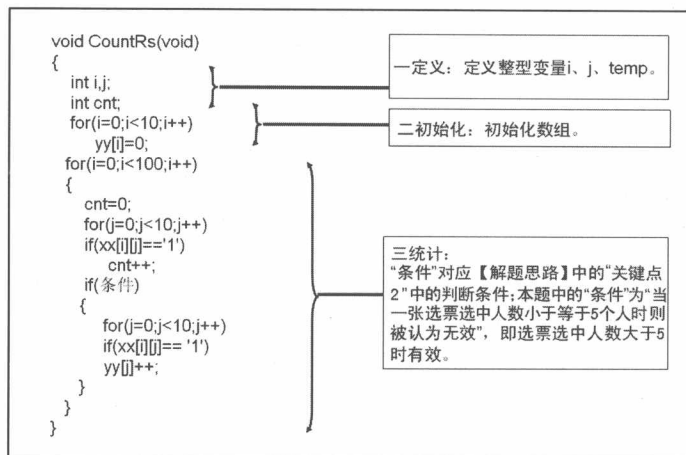 void CountRs(void)
{
int i,j;
int cnt;
for(i=0;i<10;i++)
yy[i]=0;
for(i=0;i<100;i++)
{
cnt=0;
for(j=0;j<10;j++)
if(xx[i][j]=='1')
cnt++;
if(条件)
{
for(j=0;j<10;j++)
if(xx[i][j]== '1')
yy[j]++;
}
}
}
一定义：定义整型变量i、j、temp。
二初始化：初始化数组。
三统计：
“条件”对应【解题思路】中的“关键点
2”中的判断条件；本题中的“条件”为“当
一张选票选中人数小于等于5个人时则
被认为无效”，即选票选中人数大于5
时有效。